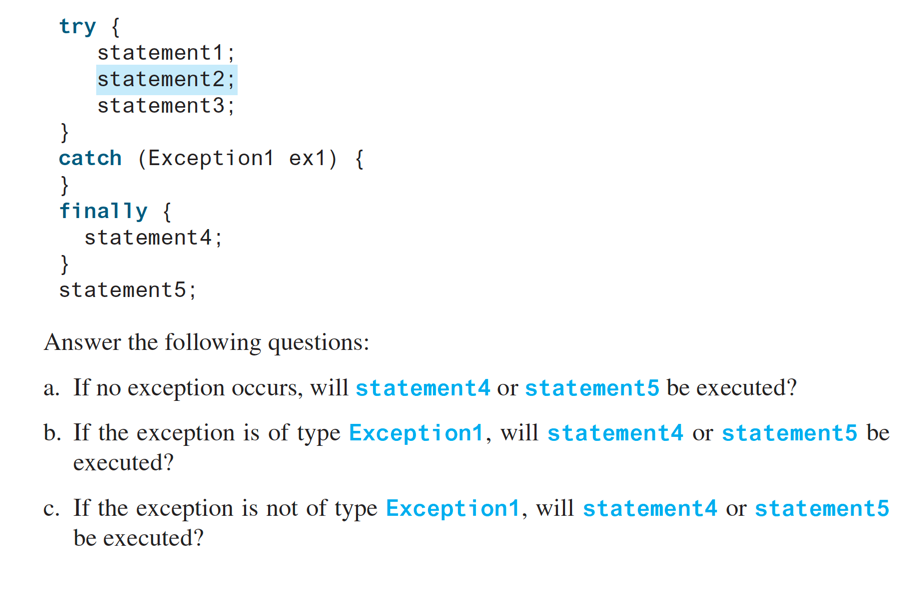 try {
statement1;
statement2;
statement3;
}
catch (Exception1 ex1) {
}
finally {
statement4;
}
statement5;
Answer the following questions:
a. If no exception occurs, will statement4 or statement5 be executed?
b. If the exception is of type Exception1, will statement4 or statement5 be
executed?
c. If the exception is not of type Exception1, will statement4 or statement5
be executed?